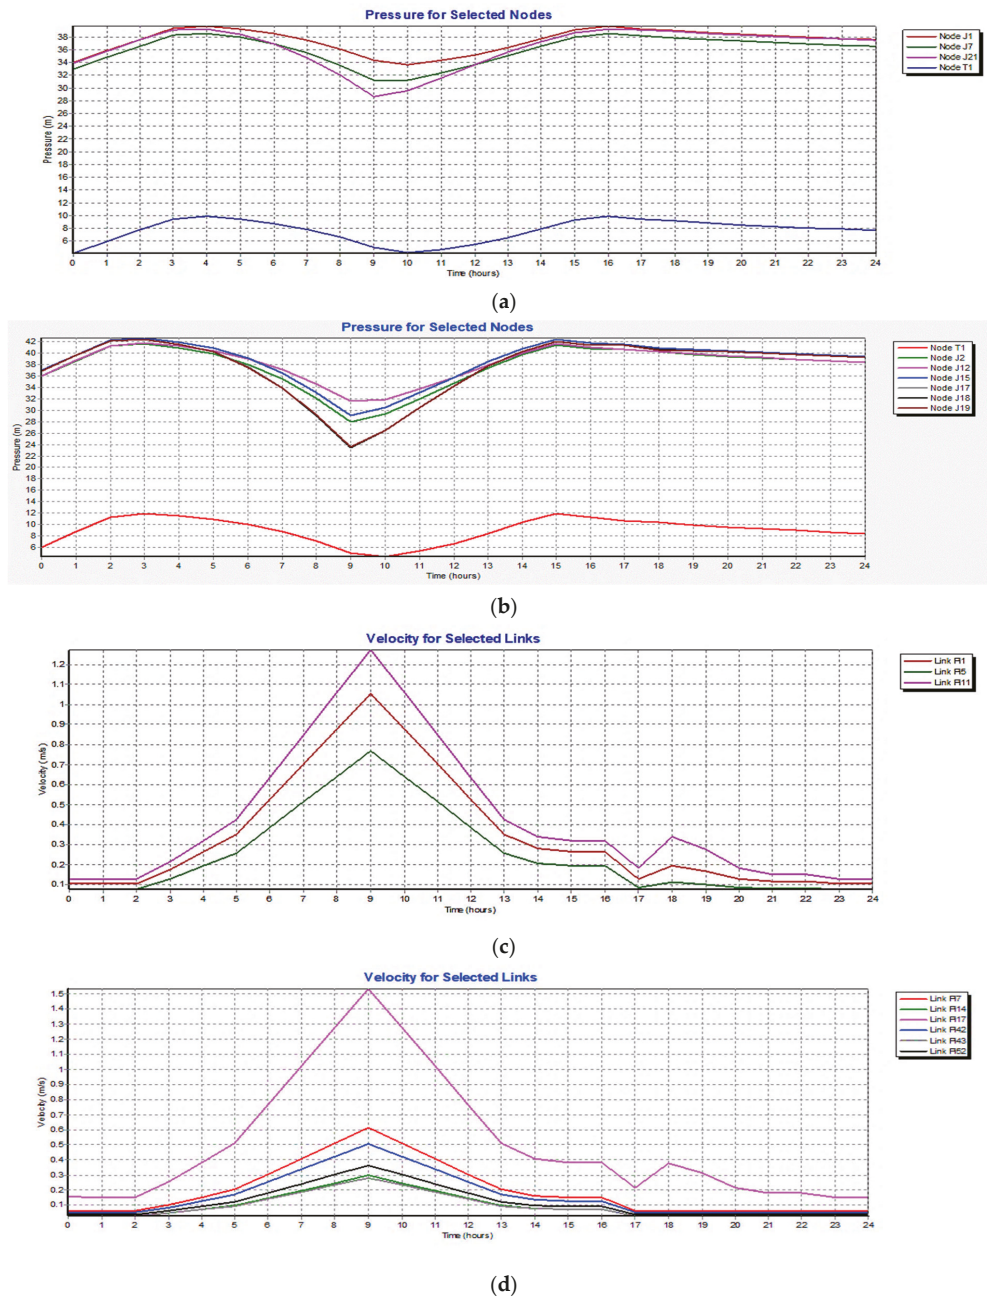 Pressure for Selected Nodes
38
36
34
32
30
28
26
24
22
20
18
16
14
12
10
8
6
Pressure (m)
0 1 2 3 4 5 6 7 8 9 10 11 12 13 14 15 16 17 18 19 20 21 22 23 24
Time (hours)
Node J1
Node J7
Node J21
Node T1
(a)
Pressure for Selected Nodes
42
40
38
36
34
32
30
28
26
24
22
20
18
16
14
12
10
8
6
Pressure (m)
0 1 2 3 4 5 6 7 8 9 10 11 12 13 14 15 16 17 18 19 20 21 22 23 24
Time (hours)
Node T1
Node J2
Node J12
Node J15
Node J17
Node J18
Node J19
(b)
Velocity for Selected Links
1.2
1.1
1
0.9
0.8
0.7
0.6
0.5
0.4
0.3
0.2
0.1
Velocity (m/s)
0 1 2 3 4 5 6 7 8 9 10 11 12 13 14 15 16 17 18 19 20 21 22 23 24
Time (hours)
Link
Link
Link
(c)
Velocity for Selected Links
1.5
1.4
1.3
1.2
1.1
1
0.9
0.8
0.7
0.6
0.5
0.4
0.3
0.2
0.1
Velocity (m/s)
0 1 2 3 4 5 6 7 8 9 10 11 12 13 14 15 16 17 18 19 20 21 22 23 24
Time (hours)
Link
Link
Link
Link
Link
Link
(d)